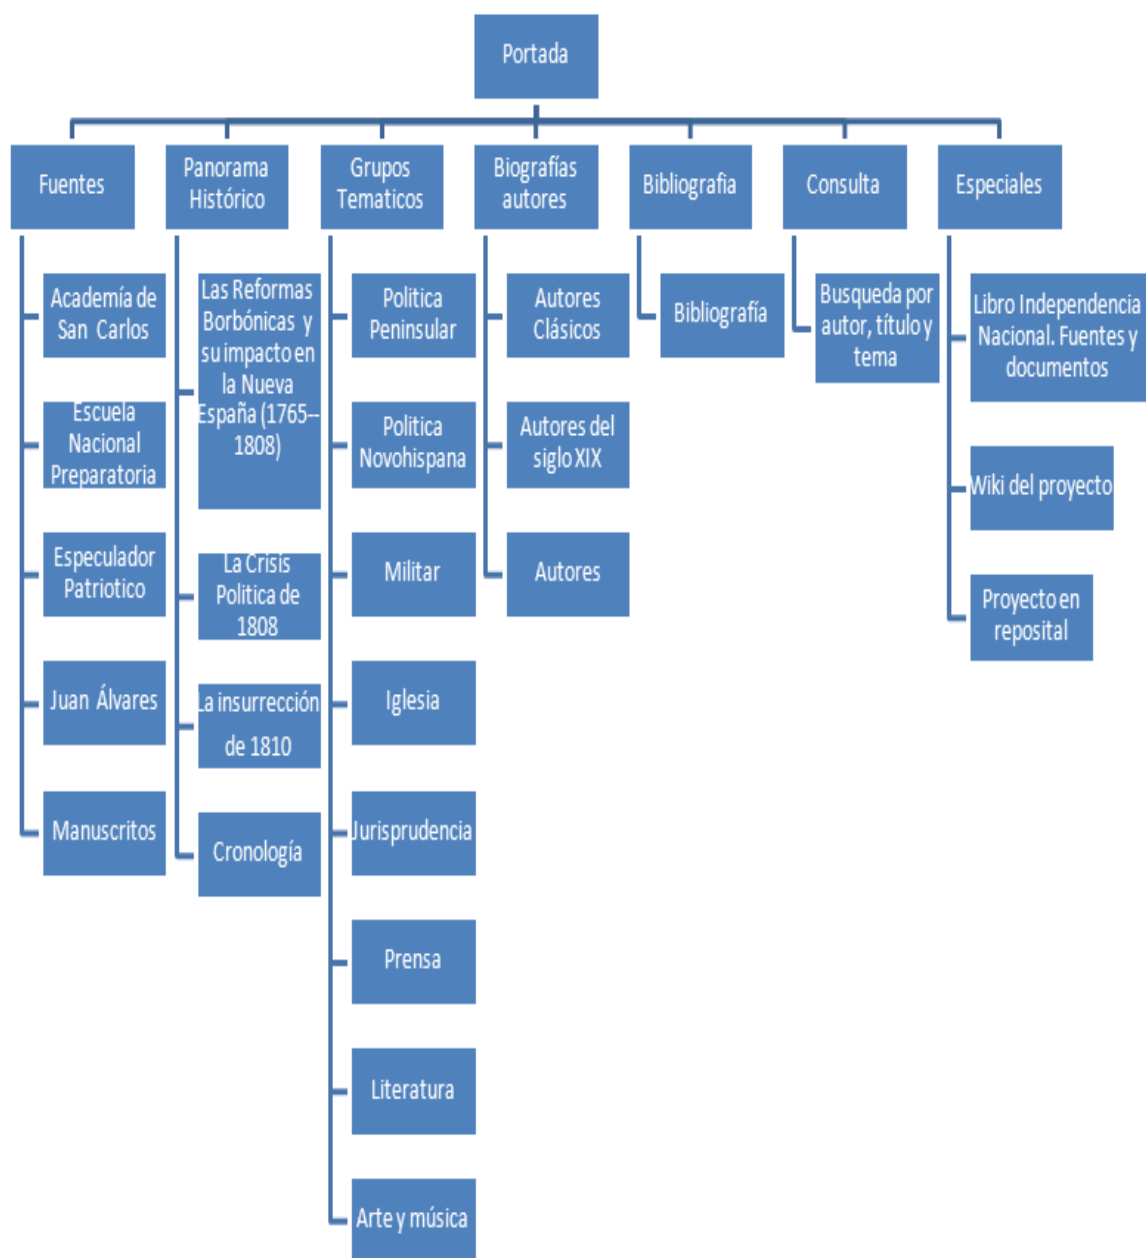 Portada
Fuentes
Panorama
Histórico
Grupos
Tematicos
Biografías
autores
Bibliografia
Consulta
Especiales
Academía de
San Carlos
Escuela
Nacional
Preparatoria
Especulador
Patriotico
Juan Álvares
Manuscritos
Las Reformas
Borbónicas y
su impacto en
la Nueva
España (1765--
1808)
La Crisis
Politica de
1808
La insurrección
de 1810
Cronología
Politica
Peninsular
Politica
Novohispana
Militar
Iglesia
Jurisprudencia
Prensa
Literatura
Arte y música
Autores
Clásicos
Autores del
siglo XIX
Autores
Bibliografía
Busqueda por
autor, título y
tema
Libro Independencia
Nacional. Fuentes y
documentos
Wiki del proyecto
Proyecto en
reposital